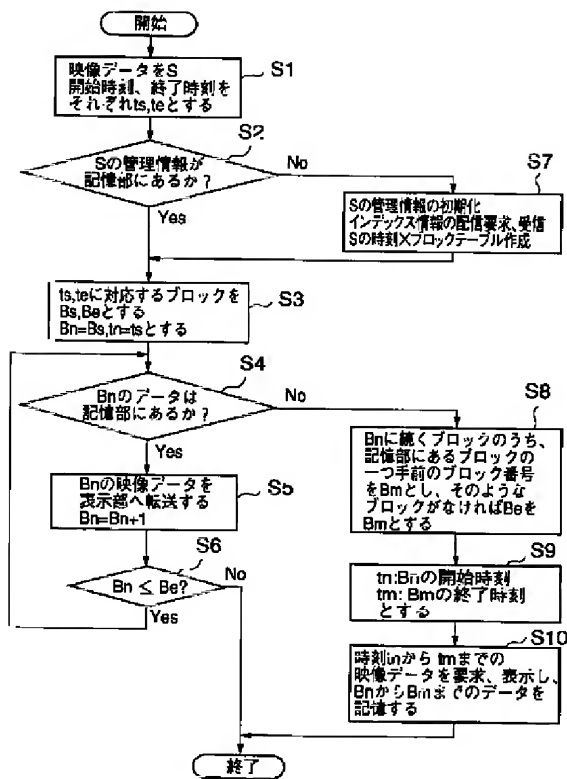 開始
映像データをS
開始時刻、終了時刻を
それぞれts,teとする
S1
Sの管理情報が
記憶部にあるか?
S2
No
Yes
S7
Sの管理情報の初期化
インデックス情報の配信要求、受信
Sの時刻×ブロックテーブル作成
ts,teに対応するブロックを
Bs,Beとする
Bn=Bs,tn=tsとする
S3
Bnのデータは
記憶部にあるか?
S4
No
Yes
S8
Bnに続くブロックのうち、
記憶部にあるブロックの
一つ手前のブロック番号
をBmとし、そのような
ブロックがなければBeを
Bmとする
Bnの映像データを
表示部へ転送する
Bn=Bn+1
S5
Bn ≤ Be?
S6
No
Yes
S9
tn:Bnの開始時刻
tm: Bmの終了時刻
とする
S10
時刻tnから tmまでの
映像データを要求、表示し、
BnからBmまでのデータを
記憶する
終了